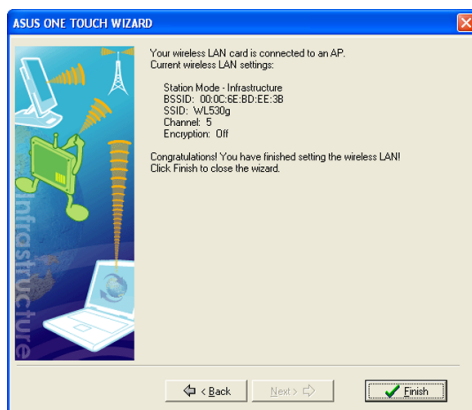 ASUS ONE TOUCH WIZARD
Your wireless LAN card is connected to an AP.
Current wireless LAN settings:
Station Mode - Infrastructure
BSSID: 00:0C:6E:BD:EE:3B
SSID: WL530g
Channel: 5
Encryption: Off
Congratulations! You have finished setting the wireless LAN!
Click Finish to close the wizard.
Infrastructure
< Back
Next >
Finish